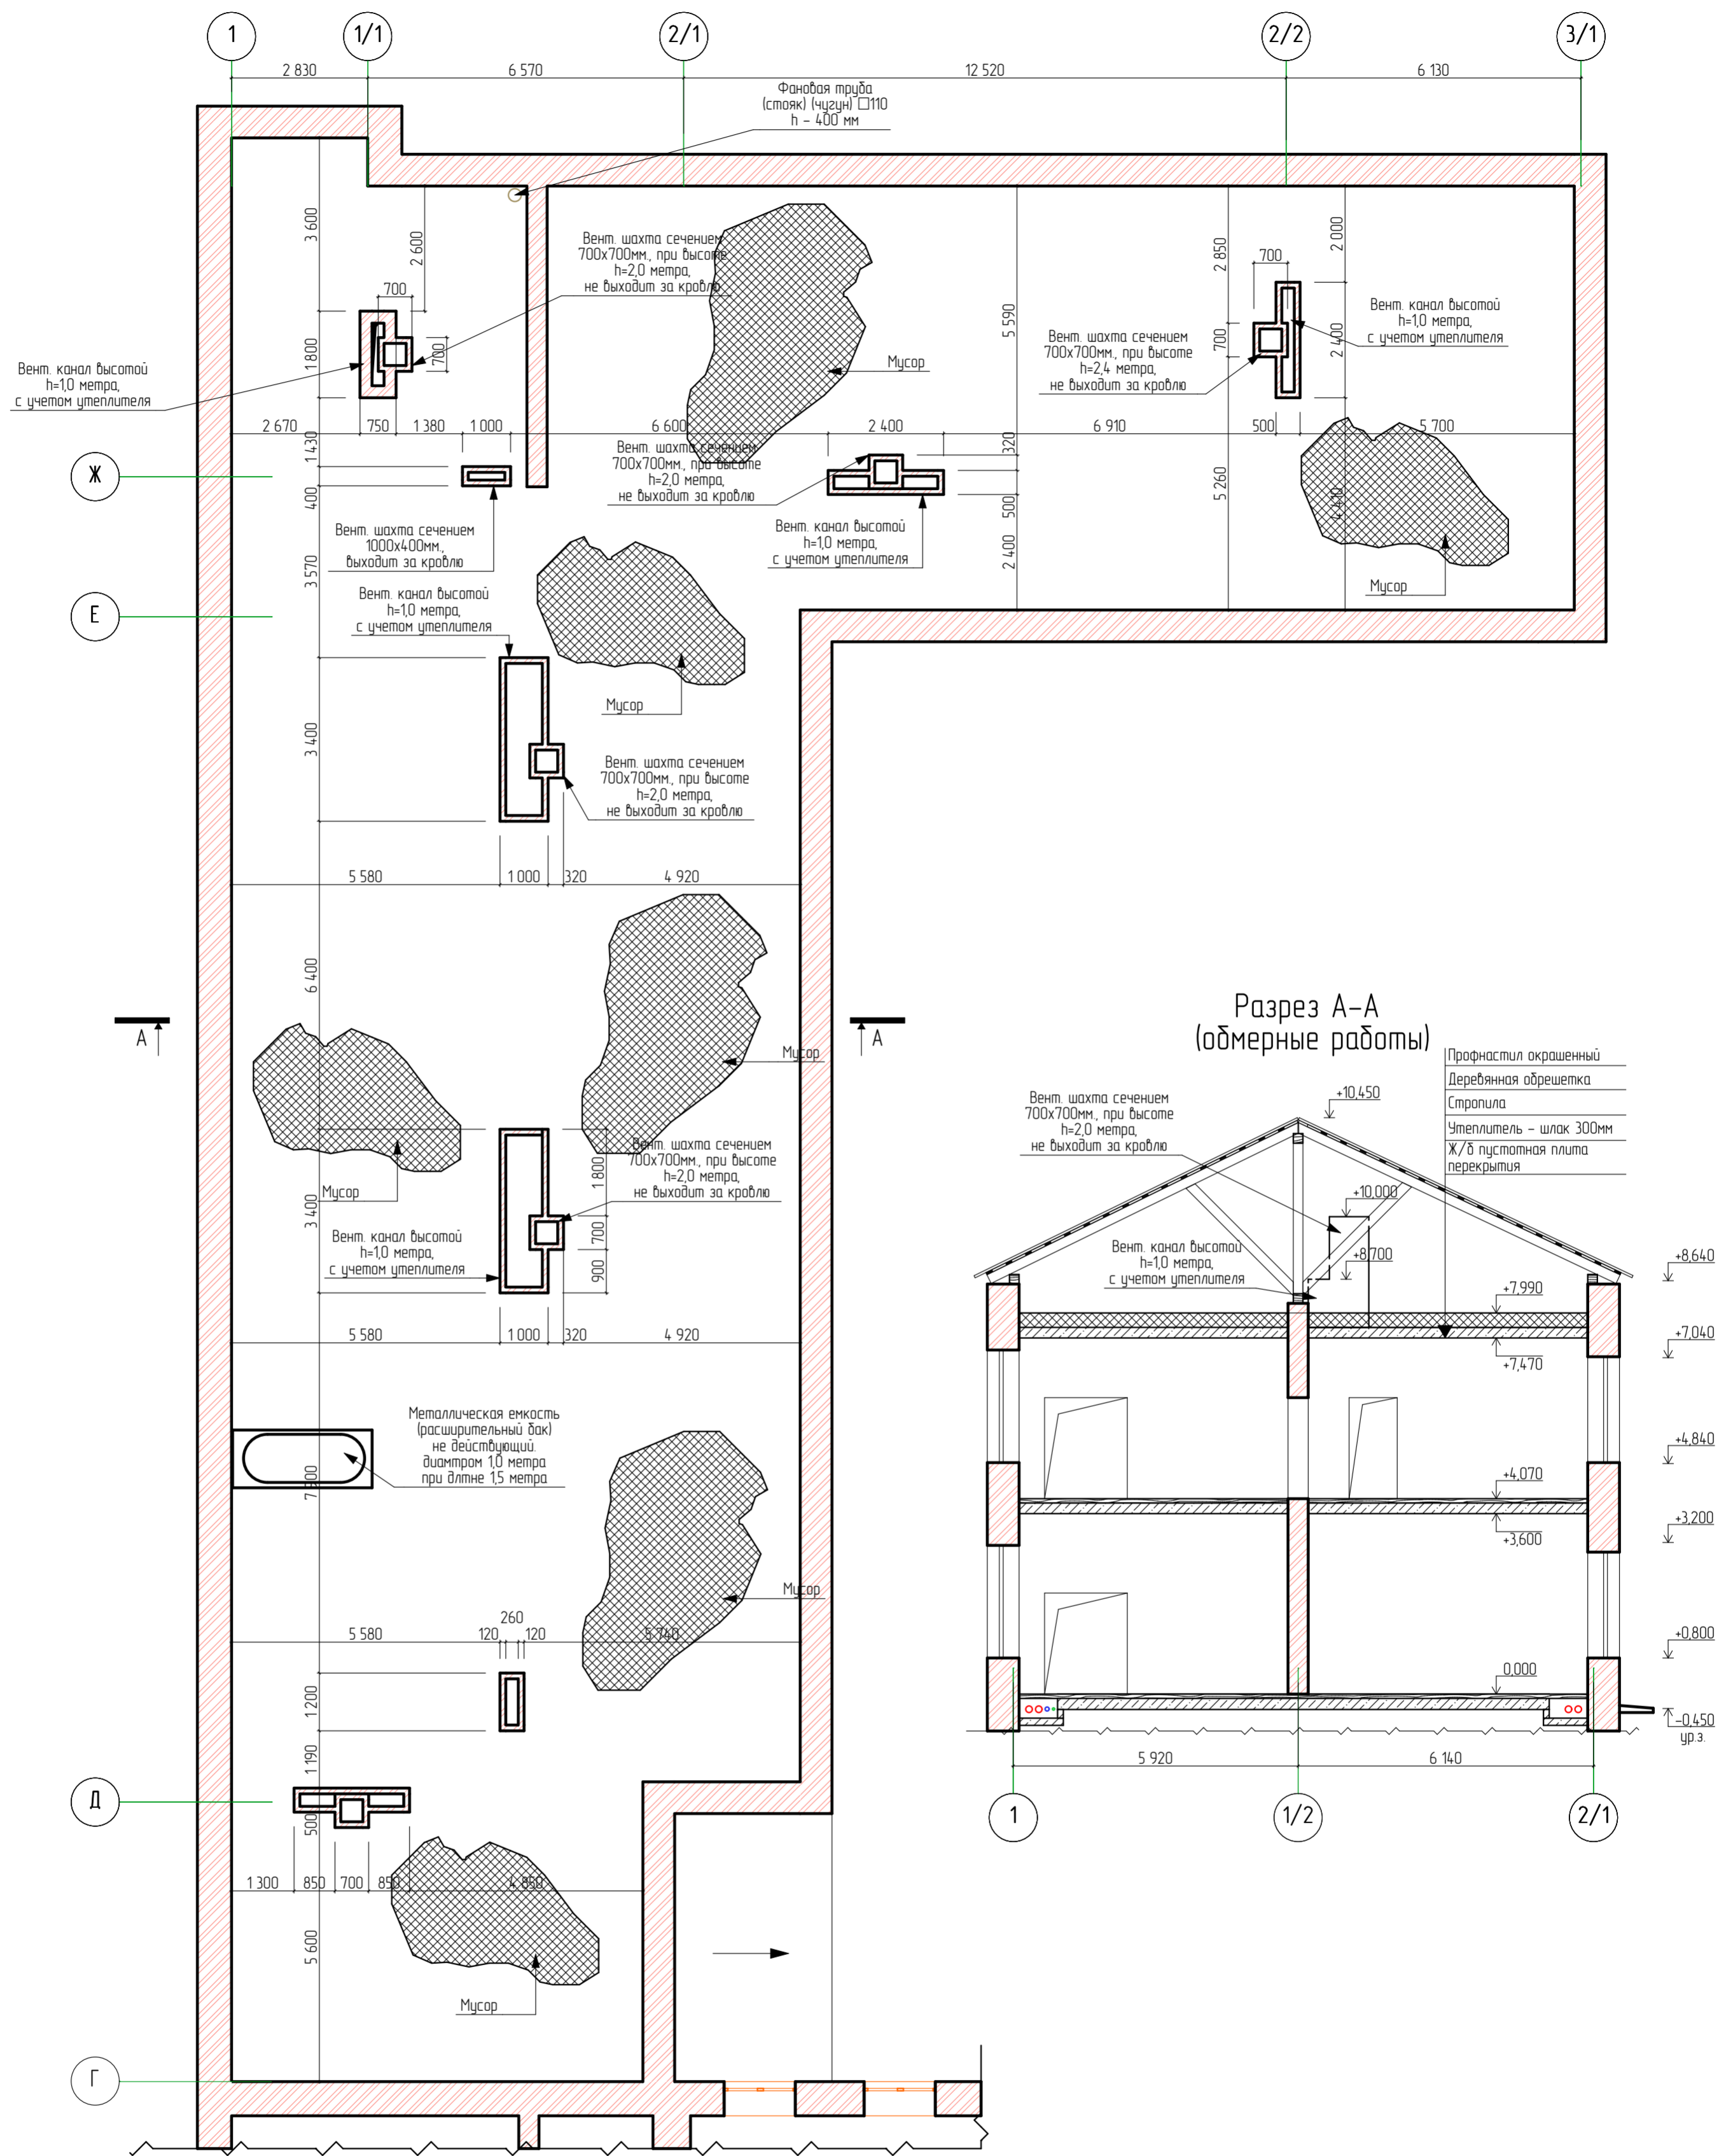 1
1/1
2/1
2/2
3/1
2 830
6 570
12 520
6 130
Фановая труба
(стояк) (чугун) □110
h - 400 мм
3 600
2 600
Вент. шахта сечением
700х700мм., при высоте
h=2,0 метра,
не выходит за кровлю
700
700
1 800
Вент. канал высотой
h=1,0 метра,
с учетом утеплителя
Мусор
5 590
2 850
2 000
700
700
2 400
Вент. шахта сечением
700х700мм., при высоте
h=2,4 метра,
не выходит за кровлю
Вент. канал высотой
h=1,0 метра,
с учетом утеплителя
2 670
750
1 380
1 000
6 600
2 400
6 910
500
5 700
1 430
320
Ж
400
Вент. шахта сечением
700х700мм., при высоте
h=2,0 метра,
не выходит за кровлю
500
5 260
4 410
Вент. шахта сечением
1000х400мм.,
выходит за кровлю
Вент. канал высотой
h=1,0 метра,
с учетом утеплителя
2 400
3 570
Мусор
Вент. канал высотой
h=1,0 метра,
с учетом утеплителя
Е
Мусор
3 400
Вент. шахта сечением
700х700мм., при высоте
h=2,0 метра,
не выходит за кровлю
5 580
1 000
320
4 920
6 400
А
А
Мусор
Мусор
Вент. шахта сечением
700х700мм., при высоте
h=2,0 метра,
не выходит за кровлю
1 800
3 400
700
900
Вент. канал высотой
h=1,0 метра,
с учетом утеплителя
5 580
1 000
320
4 920
Металлическая емкость
(расширительный бак)
не действующий.
диамтром 1,0 метра
при длтне 1,5 метра
Мусор
260
5 580
120
120
5 740
1 200
1 190
Д
500
1 300
850
700
850
4 850
5 600
Мусор
Г
Разрез А-А
(обмерные работы)
Профнастил окрашенный
Деревянная обрешетка
Стропила
Утеплитель - шлак 300мм
Ж/б пустотная плита
перекрытия
Вент. шахта сечением
700х700мм., при высоте
h=2,0 метра,
не выходит за кровлю
+10,450
+10,000
Вент. канал высотой
h=1,0 метра,
с учетом утеплителя
+8,700
+8,640
+7,990
+7,040
+7,470
+4,840
+4,070
+3,200
+3,600
+0,800
0,000
-0,450
ур.з.
5 920
6 140
1
1/2
2/1